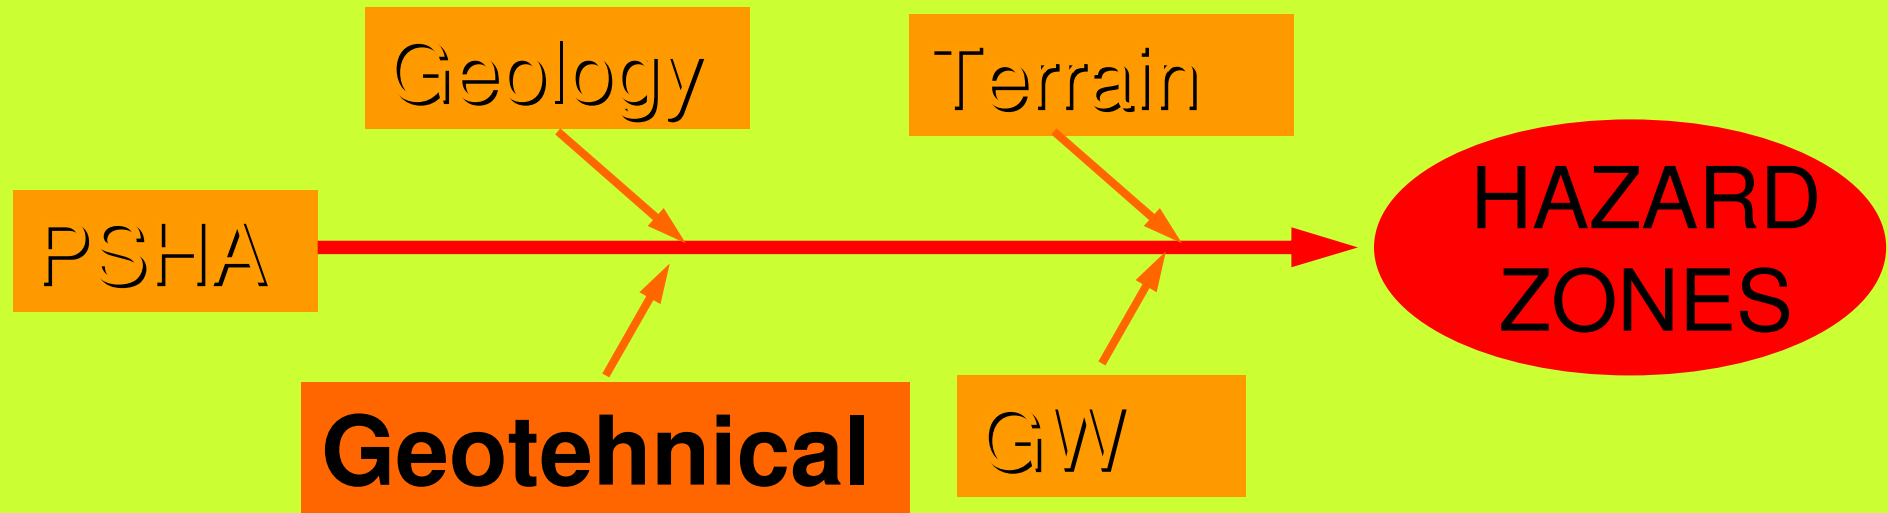 Geology
Terrain
PSHA
HAZARD
ZONES
Geotehnical
GW